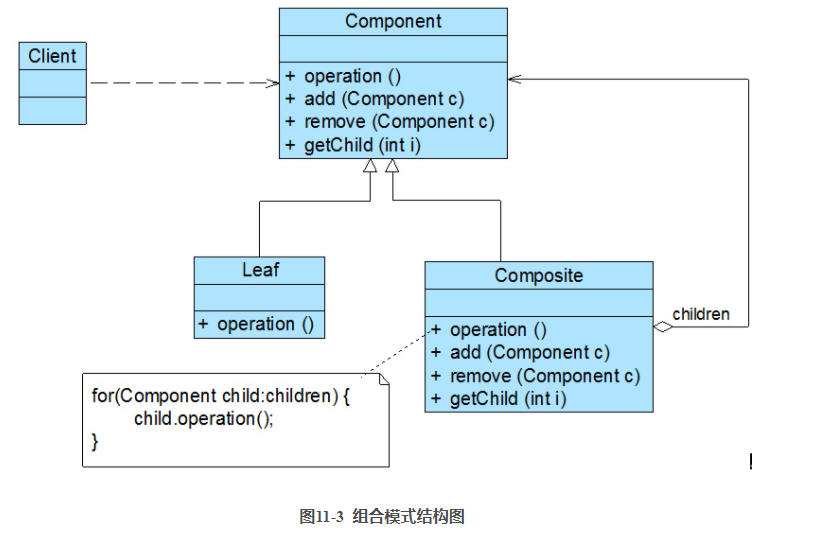 Component
Client
+ operation ()
+ add (Component c)
+ remove (Component c)
+ getChild (int i)
Leaf
+ operation ()
Composite
+ operation ()
+ add (Component c)
+ remove (Component c)
+ getChild (int i)
children
for(Component child:children) {
child.operation();
}
!
图11-3 组合模式结构图